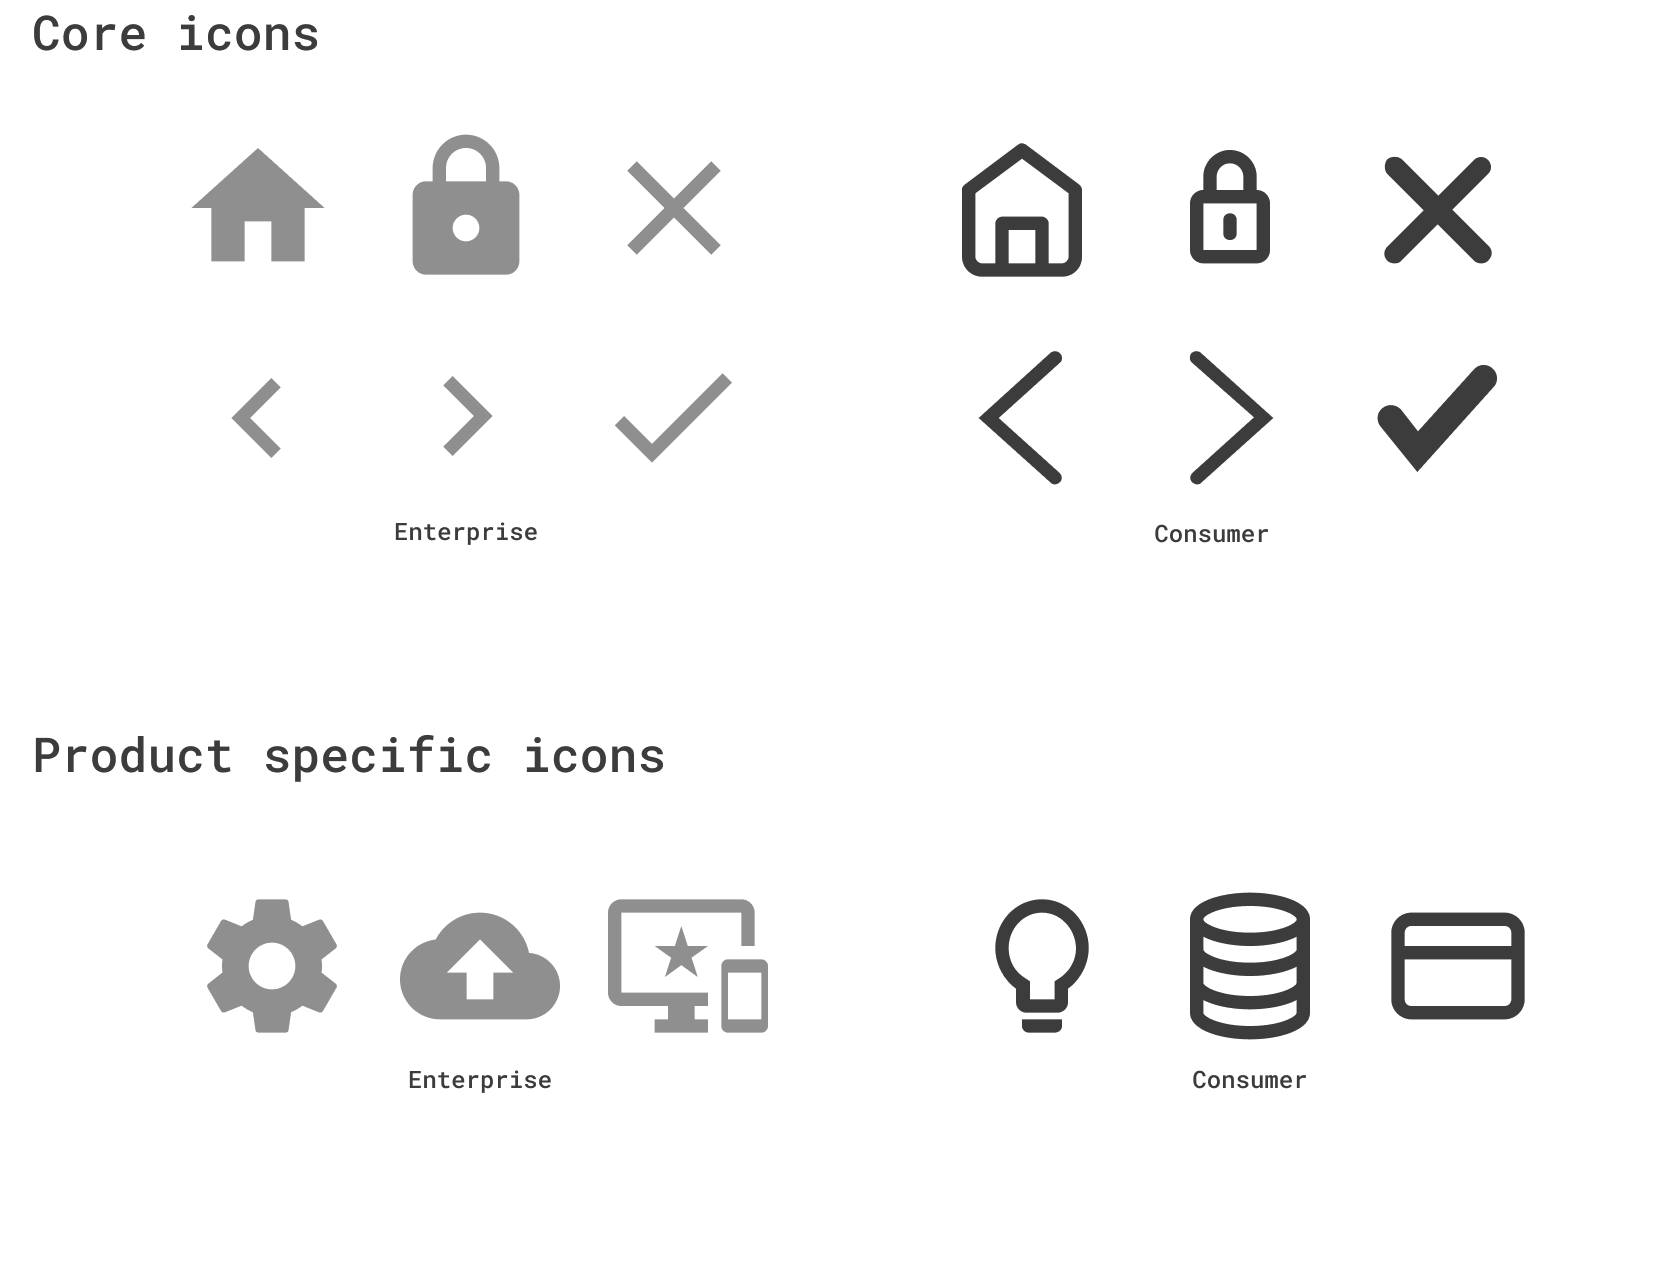 Core icons
Enterprise
Consumer
Product specific icons
Enterprise
Consumer